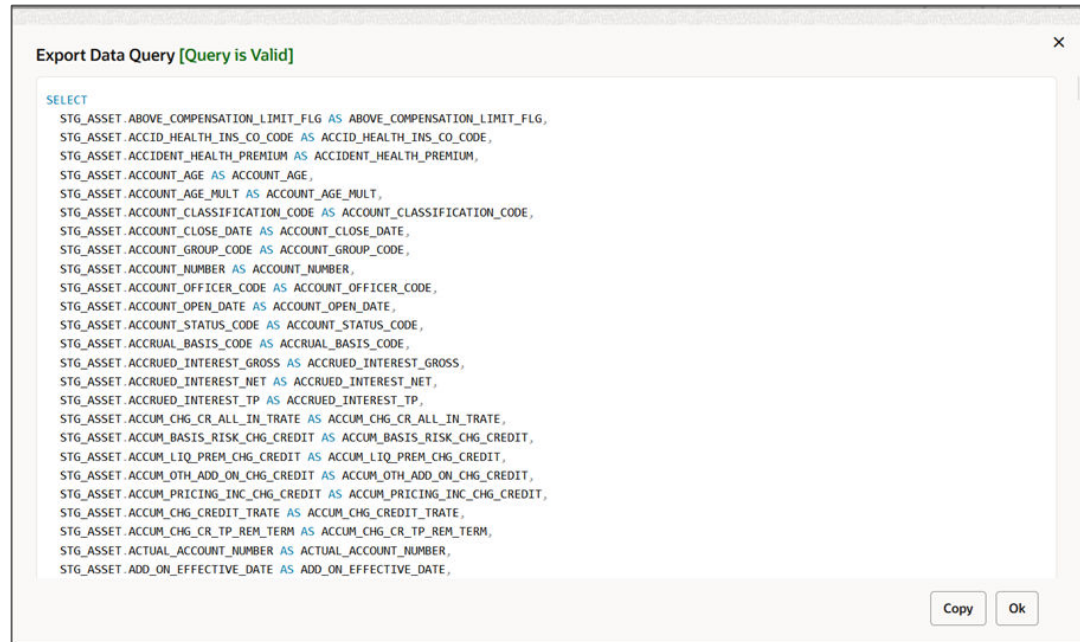 Export Data Query [Query is Valid]
SELECT
STG_ASSET.ABOVE_COMPENSATION_LIMIT_FLG AS ABOVE_COMPENSATION_LIMIT_FLG,
STG_ASSET.ACCID_HEALTH_INS_CO_CODE AS ACCID_HEALTH_INS_CO_CODE,
STG_ASSET.ACCIDENT_HEALTH_PREMIUM AS ACCIDENT_HEALTH_PREMIUM,
STG_ASSET.ACCOUNT_AGE AS ACCOUNT_AGE,
STG_ASSET.ACCOUNT_AGE_MULT AS ACCOUNT_AGE_MULT,
STG_ASSET.ACCOUNT_CLASSIFICATION_CODE AS ACCOUNT_CLASSIFICATION_CODE,
STG_ASSET.ACCOUNT_CLOSE_DATE AS ACCOUNT_CLOSE_DATE,
STG_ASSET.ACCOUNT_GROUP_CODE AS ACCOUNT_GROUP_CODE,
STG_ASSET.ACCOUNT_NUMBER AS ACCOUNT_NUMBER,
STG_ASSET.ACCOUNT_OFFICER_CODE AS ACCOUNT_OFFICER_CODE,
STG_ASSET.ACCOUNT_OPEN_DATE AS ACCOUNT_OPEN_DATE,
STG_ASSET.ACCOUNT_STATUS_CODE AS ACCOUNT_STATUS_CODE,
STG_ASSET.ACCRUAL_BASIS_CODE AS ACCRUAL_BASIS_CODE,
STG_ASSET.ACCRUED_INTEREST_GROSS AS ACCRUED_INTEREST_GROSS,
STG_ASSET.ACCRUED_INTEREST_NET AS ACCRUED_INTEREST_NET,
STG_ASSET.ACCRUED_INTEREST_TP AS ACCRUED_INTEREST_TP,
STG_ASSET.ACCUM_CHG_CR_ALL_IN_TRATE AS ACCUM_CHG_CR_ALL_IN_TRATE,
STG_ASSET.ACCUM_BASIS_RISK_CHG_CREDIT AS ACCUM_BASIS_RISK_CHG_CREDIT,
STG_ASSET.ACCUM_LIQ_PREM_CHG_CREDIT AS ACCUM_LIQ_PREM_CHG_CREDIT,
STG_ASSET.ACCUM_OTH_ADD_ON_CHG_CREDIT AS ACCUM_OTH_ADD_ON_CHG_CREDIT,
STG_ASSET.ACCUM_PRICING_INC_CHG_CREDIT AS ACCUM_PRICING_INC_CHG_CREDIT,
STG_ASSET.ACCUM_CHG_CREDIT_TRATE AS ACCUM_CHG_CREDIT_TRATE,
STG_ASSET.ACCUM_CHG_CR_TP_REM_TERM AS ACCUM_CHG_CR_TP_REM_TERM,
STG_ASSET.ACTUAL_ACCOUNT_NUMBER AS ACTUAL_ACCOUNT_NUMBER,
STG_ASSET.ADD_ON_EFFECTIVE_DATE AS ADD_ON_EFFECTIVE_DATE,
Copy Ok